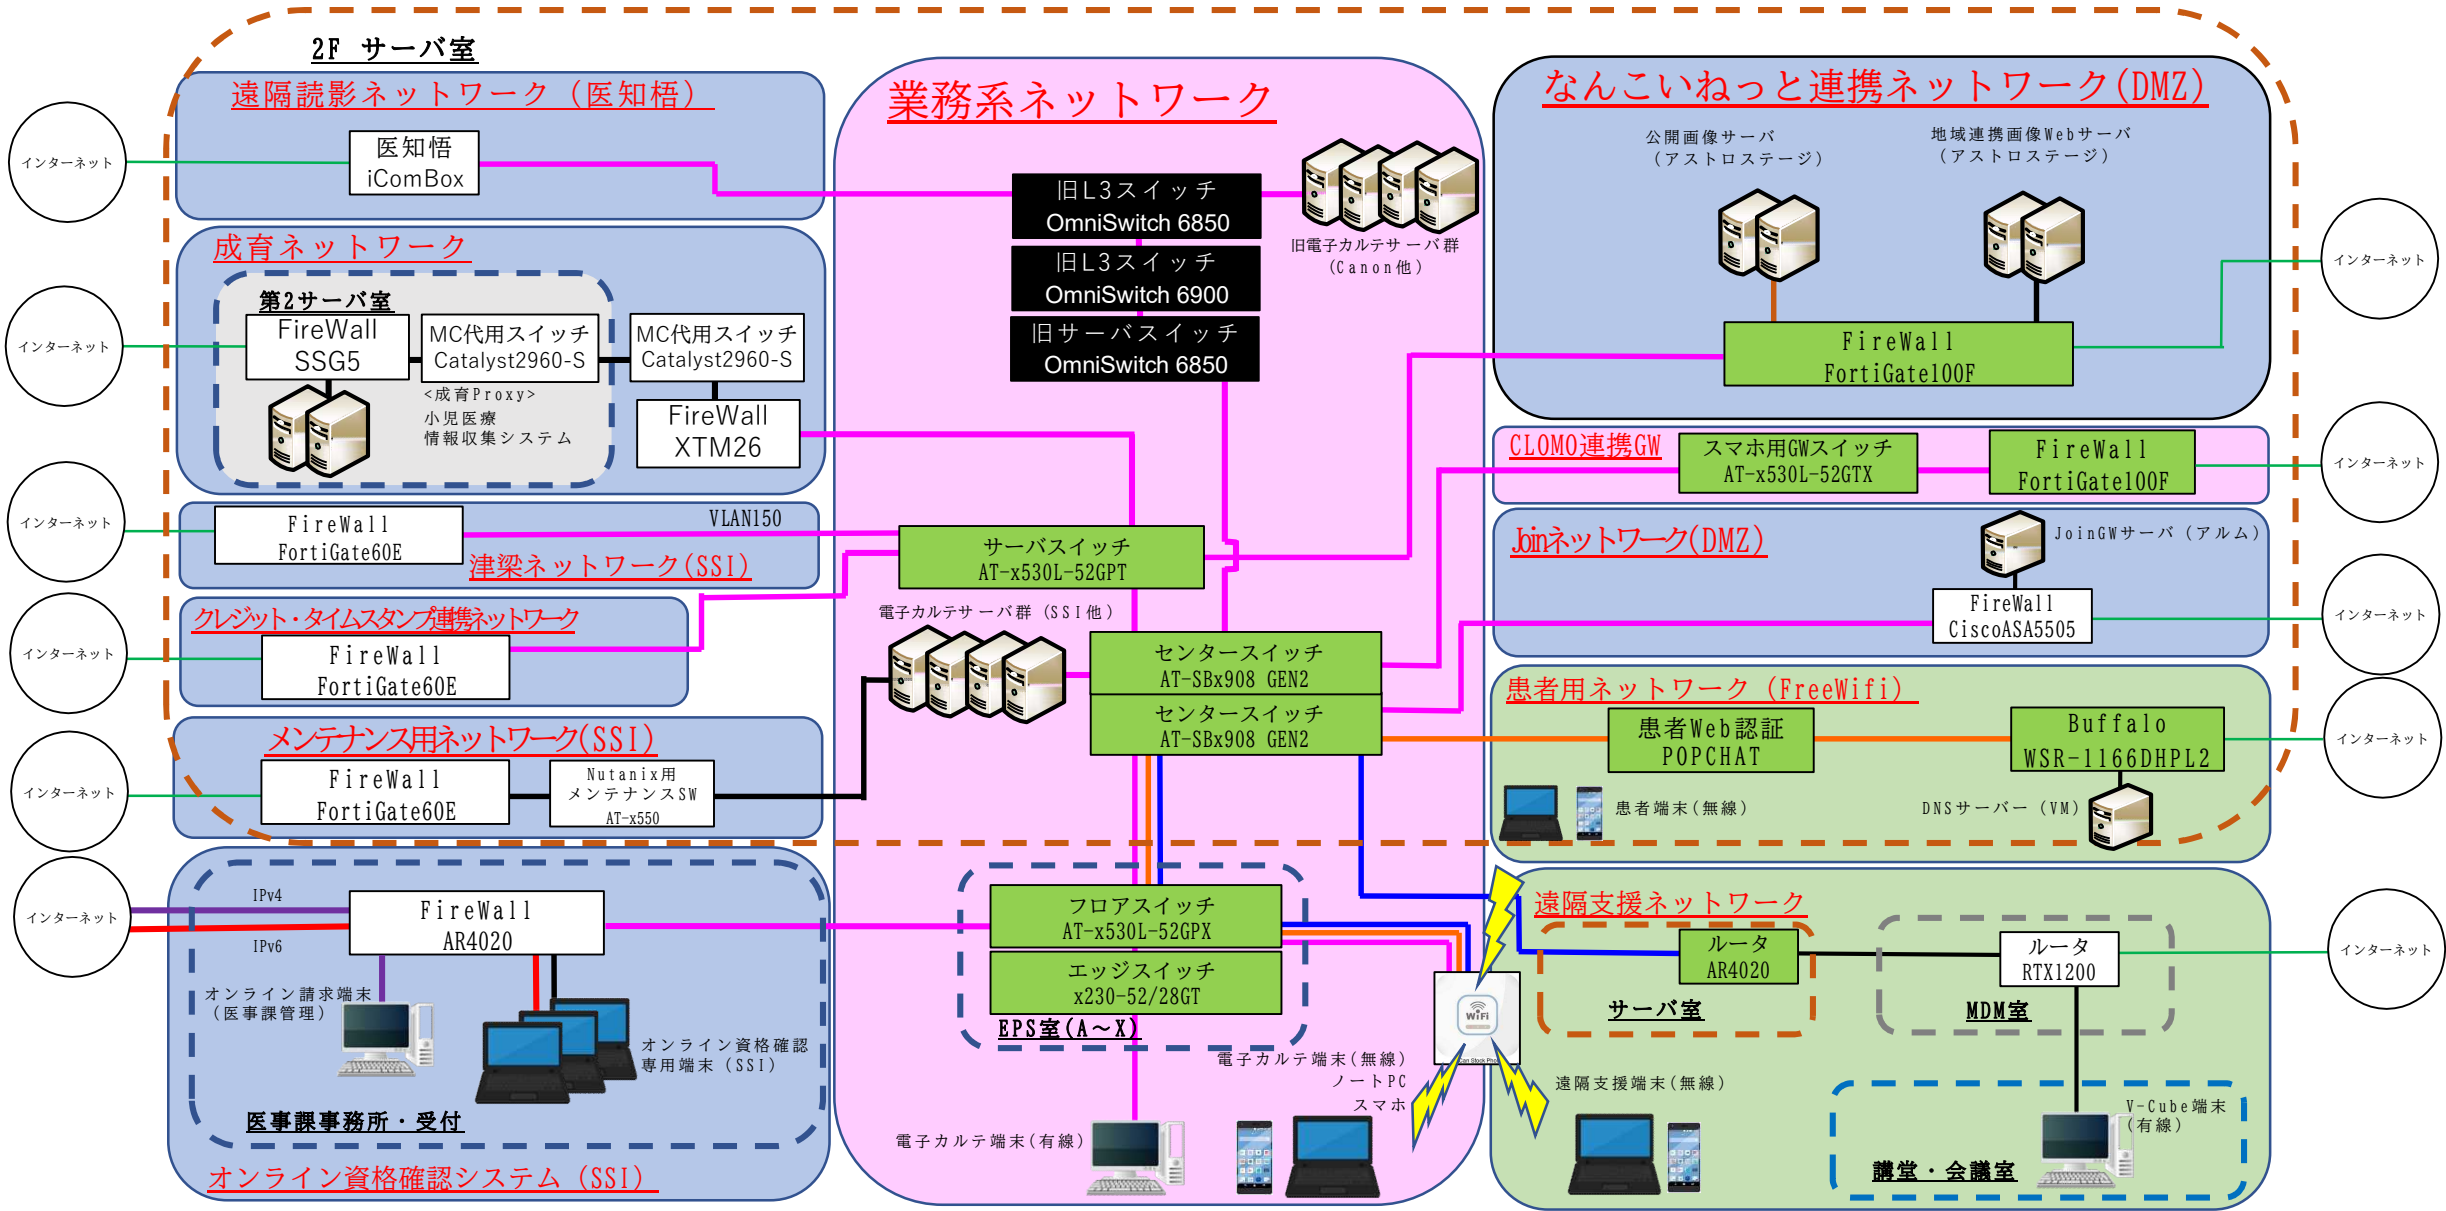 2F サーバ室
遠隔読影ネットワーク（医知梧）
インターネット
医知悟
iComBox
成育ネットワーク
第2サーバ室
インターネット
FireWall
SSG5
MC代用スイッチ
Catalyst2960-S
MC代用スイッチ
Catalyst2960-S
<成育Proxy>
小児医療
情報収集システム
FireWall
XTM26
インターネット
FireWall
FortiGate60E
VLAN150
津梁ネットワーク(SSI)
クレジット・タイムスタンプ連携ネットワーク
インターネット
FireWall
FortiGate60E
メンテナンス用ネットワーク(SSI)
インターネット
FireWall
FortiGate60E
Nutanix用
メンテナンスSW
AT-x550
インターネット
IPv4
IPv6
FireWall
AR4020
オンライン請求端末
（医事課管理）
オンライン資格確認
専用端末（SSI）
医事課事務所・受付
オンライン資格確認システム（SSI）
業務系ネットワーク
旧L3スイッチ
OmniSwitch 6850
旧L3スイッチ
OmniSwitch 6900
旧サーバスイッチ
OmniSwitch 6850
旧電子カルテサーバ群
(Canon他)
サーバスイッチ
AT-x530L-52GPT
電子カルテサーバ群（SSI他）
センタースイッチ
AT-SBx908 GEN2
センタースイッチ
AT-SBx908 GEN2
フロアスイッチ
AT-x530L-52GPX
エッジスイッチ
x230-52/28GT
EPS室(A～X)
電子カルテ端末(無線)
ノートPC
スマホ
電子カルテ端末(有線)
WiFi
Can Stock Pho
なんこいねっと連携ネットワーク(DMZ)
公開画像サーバ
（アストロステージ）
地域連携画像Webサーバ
（アストロステージ）
インターネット
FireWall
FortiGate100F
CLOMO連携GW
スマホ用GWスイッチ
AT-x530L-52GTX
FireWall
FortiGate100F
インターネット
Joinネットワーク(DMZ)
JoinGWサーバ（アルム）
FireWall
CiscoASA5505
インターネット
患者用ネットワーク（FreeWifi）
患者Web認証
POPCHAT
Buffalo
WSR-1166DHPL2
インターネット
患者端末(無線)
DNSサーバー（VM）
遠隔支援ネットワーク
ルータ
AR4020
サーバ室
ルータ
RTX1200
MDM室
インターネット
遠隔支援端末(無線)
V-Cube端末
(有線)
講堂・会議室